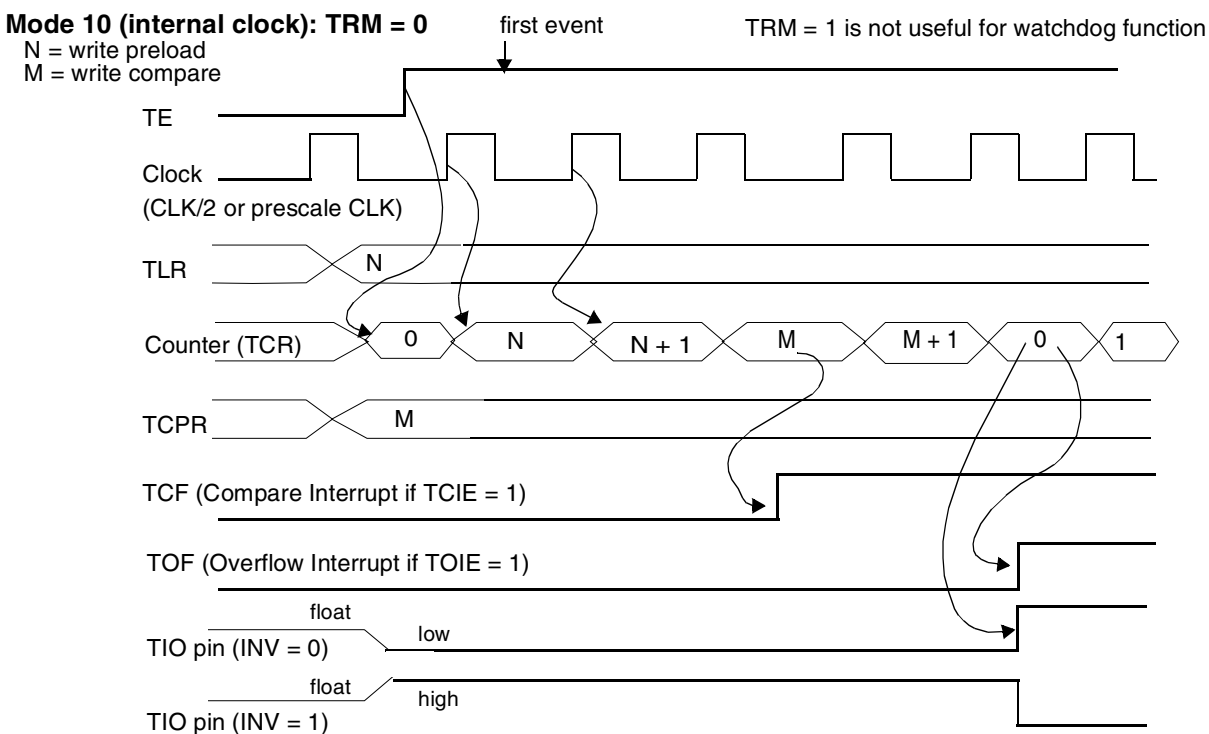 Mode 10 (internal clock): TRM = 0
first event
TRM = 1 is not useful for watchdog function
N = write preload
M = write compare
TE
Clock
(CLK/2 or prescale CLK)
TLR
N
Counter (TCR)
0
N
N + 1
M
M + 1
0
1
TCPR
M
TCF (Compare Interrupt if TCIE = 1)
TOF (Overflow Interrupt if TOIE = 1)
float
low
TIO pin (INV = 0)
float
high
TIO pin (INV = 1)